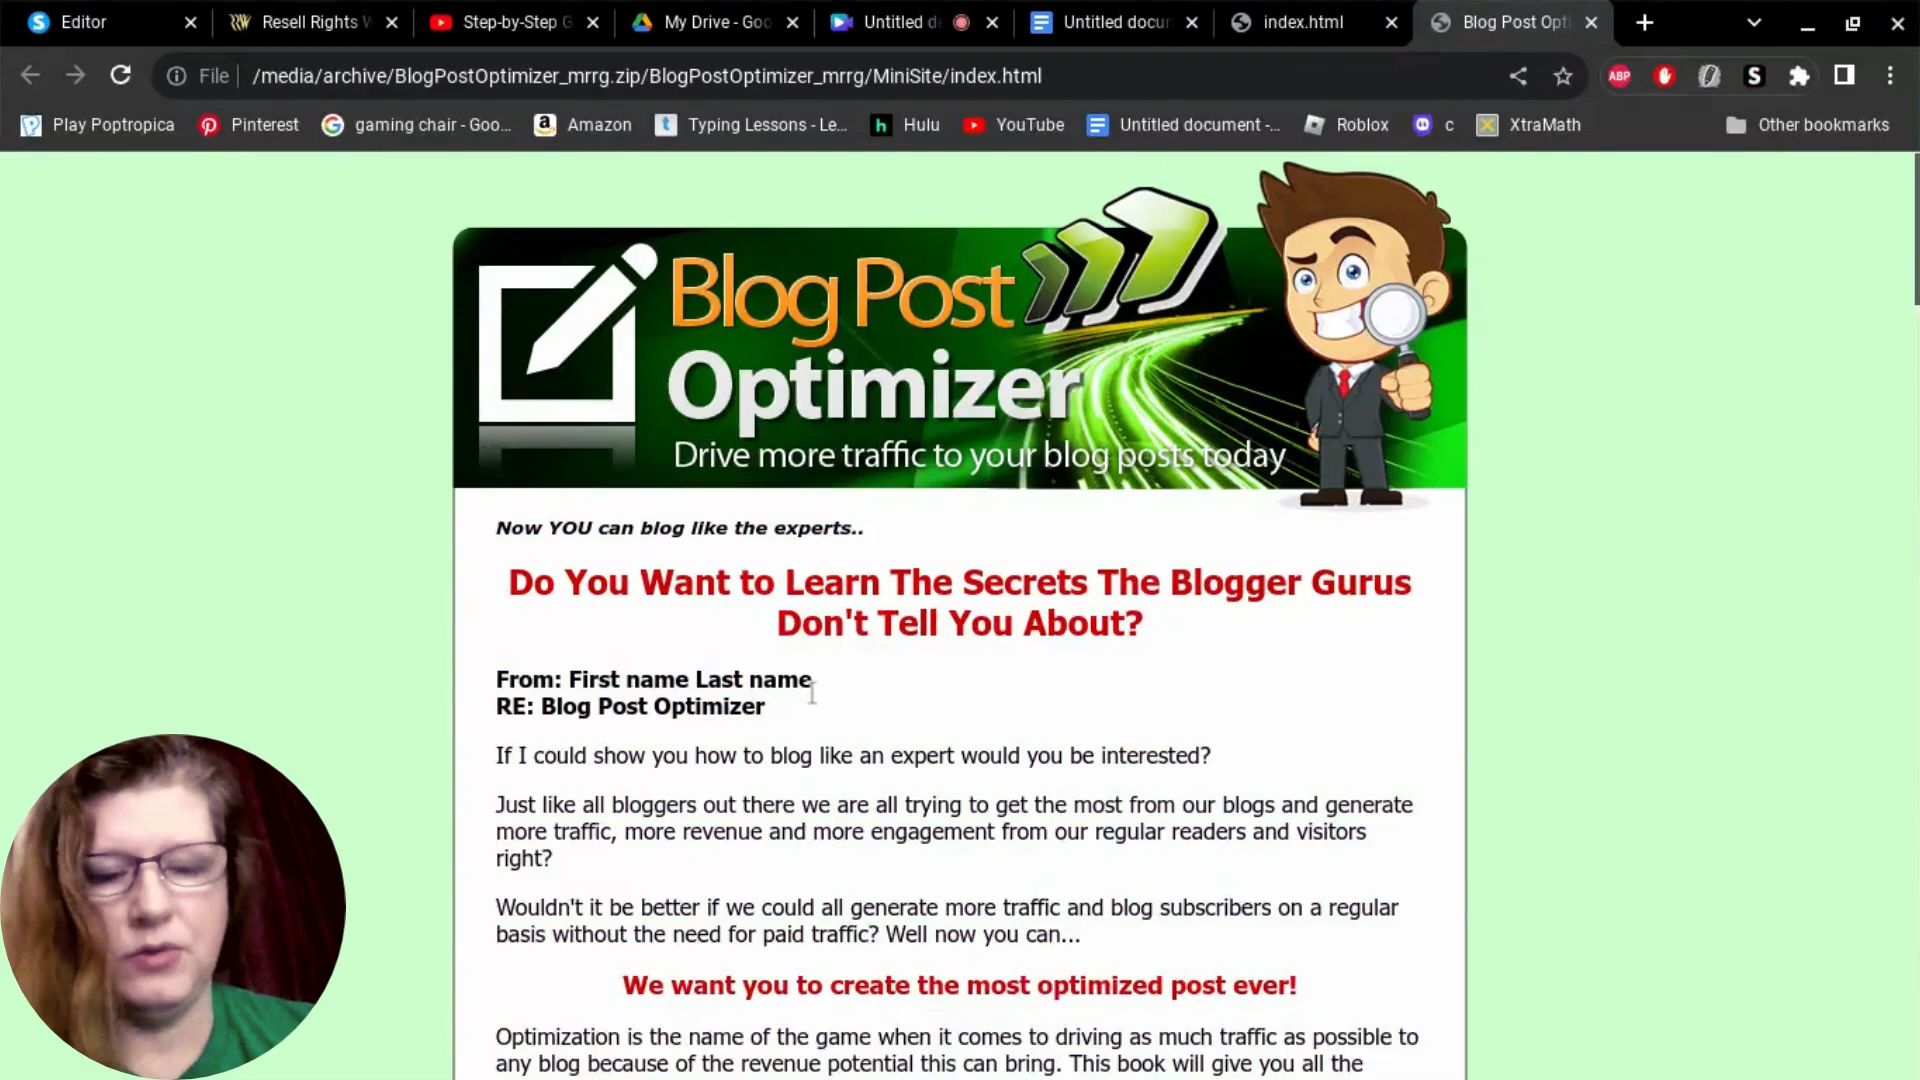 Editor
Resell Rights W
Step-by-Step G
My Drive - Goo
Untitled d
Untitled docum
index.html
Blog Post Opti
File
/media/archive/BlogPostOptimizer_mrrg.zip/BlogPostOptimizer_mrrg/MiniSite/index.html
ABP
S
Play Poptropica
Pinterest
gaming chair - Goo...
Amazon
Typing Lessons - Le...
h
Hulu
YouTube
Untitled document -...
Roblox
c
XtraMath
Other bookmarks
Blog Post
Optimizer
Drive more traffic to your blog posts today
Now YOU can blog like the experts..
Do You Want to Learn The Secrets The Blogger Gurus
Don't Tell You About?
From: First name Last name
RE: Blog Post Optimizer
If I could show you how to blog like an expert would you be interested?
Just like all bloggers out there we are all trying to get the most from our blogs and generate
more traffic, more revenue and more engagement from our regular readers and visitors
right?
Wouldn't it be better if we could all generate more traffic and blog subscribers on a regular
basis without the need for paid traffic? Well now you can...
We want you to create the most optimized post ever!
Optimization is the name of the game when it comes to driving as much traffic as possible to
any blog because of the revenue potential this can bring. This book will give you all the